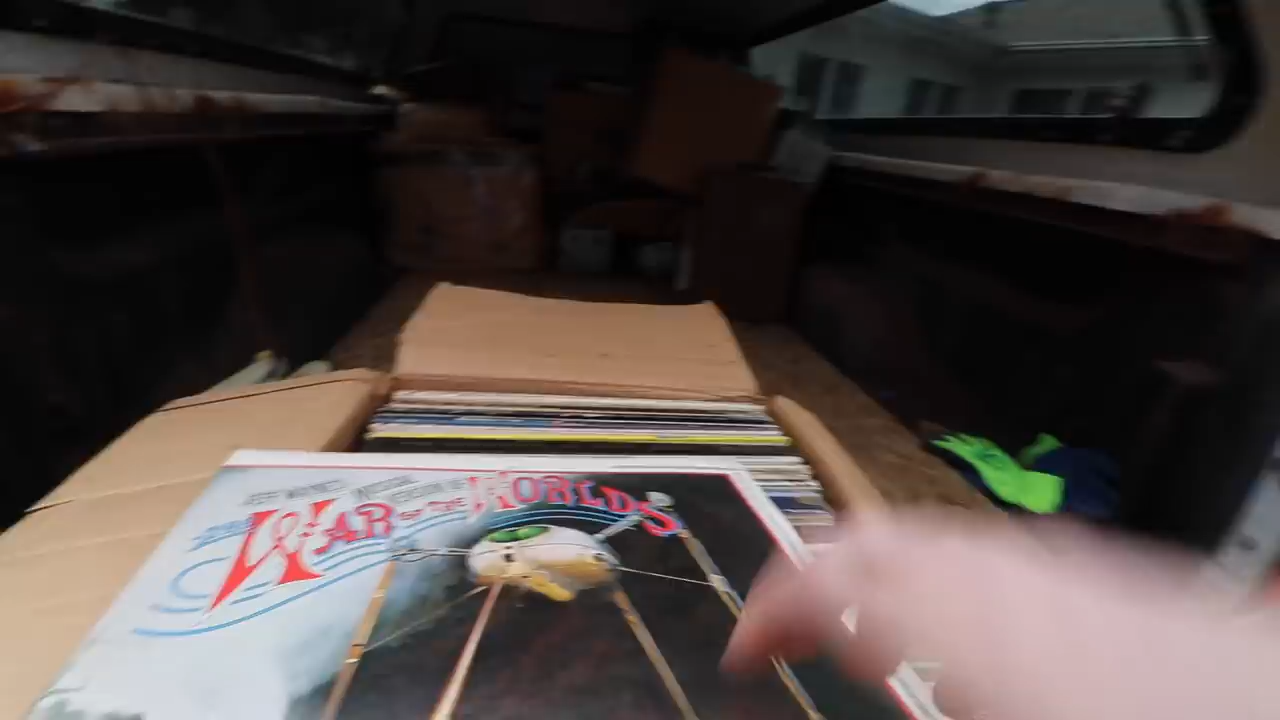 JEFF WAYNE'S MUSICAL VERSION OF
THE WAR OF THE WORLDS